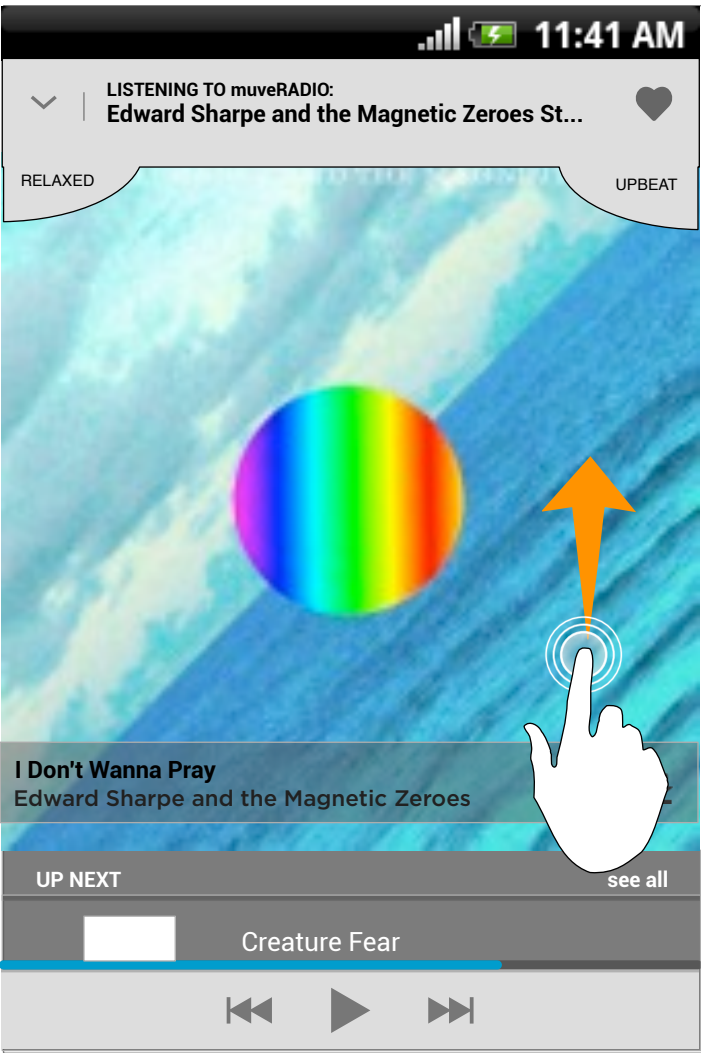 11:41 AM
LISTENING TO muveRADIO:
Edward Sharpe and the Magnetic Zeroes St...
RELAXED
UPBEAT
I Don't Wanna Pray
Edward Sharpe and the Magnetic Zeroes
UP NEXT
see all
Creature Fear